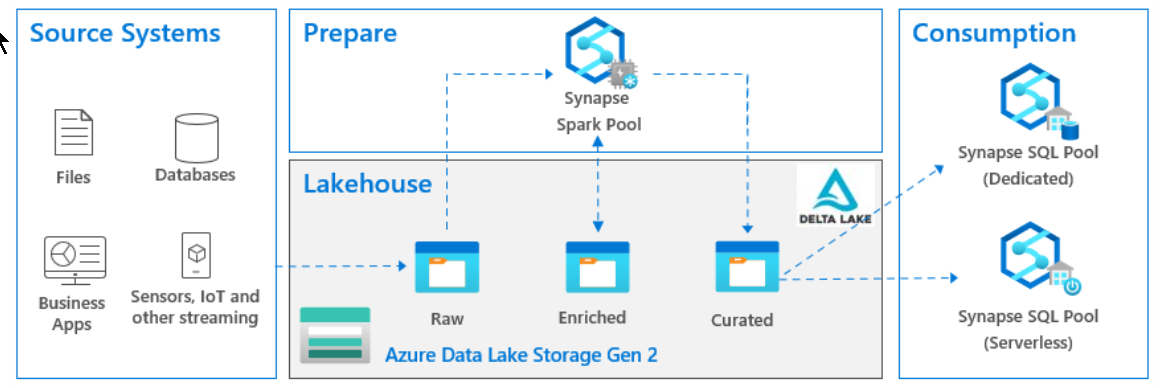 Source Systems
Files
Databases
Business
Apps
Sensors, IoT and
other streaming
Prepare
Synapse
Spark Pool
Lakehouse
DELTA LAKE
Raw
Enriched
Curated
Azure Data Lake Storage Gen 2
Consumption
Synapse SQL Pool
(Dedicated)
Synapse SQL Pool
(Serverless)